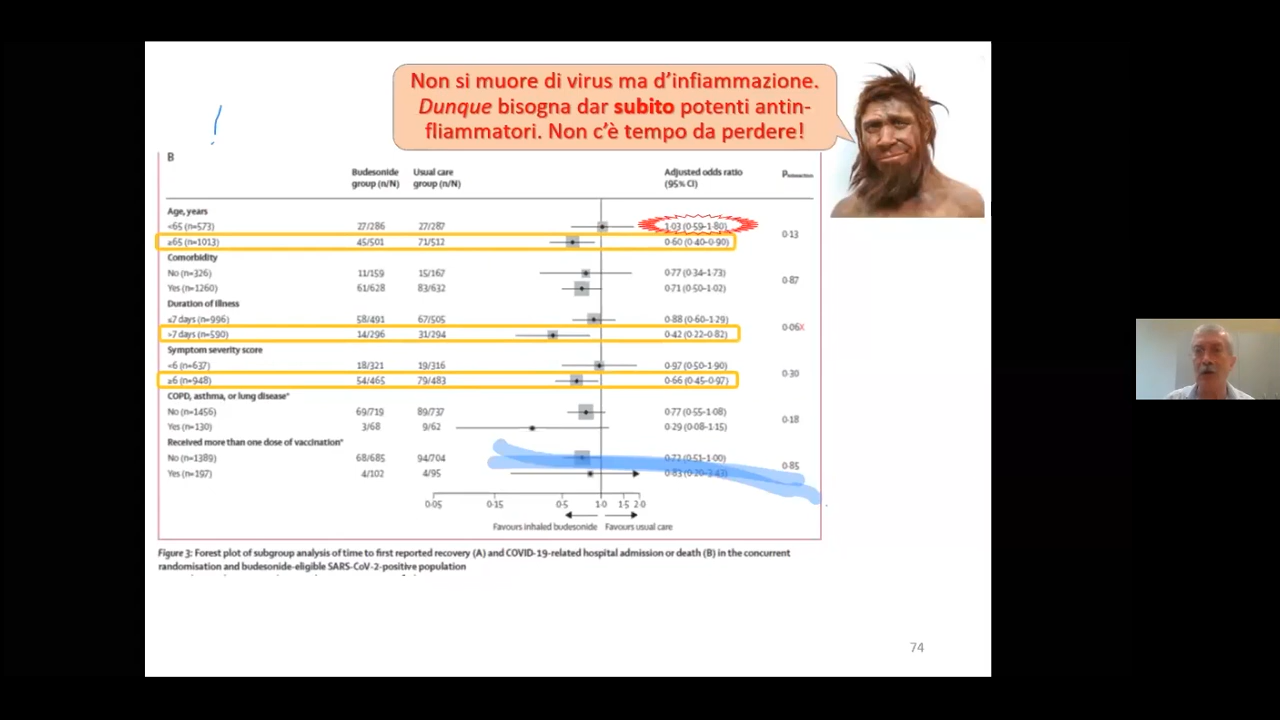 Non si muore di virus ma d'infiammazione.
Dunque bisogna dar subito potenti antin-
fliammatori. Non c'è tempo da perdere!
B
Budesonide Usual care Adjusted odds ratio
group (n/N) group (n/N) (95% CI)
Age, years
<65 (n=573) 27/286 27/287 1·03 (0·59–1·80)
0·13
≥65 (n=1013) 45/501 71/512 0·60 (0·40–0·90)
Comorbidity
No (n=326) 11/159 15/167 0·77 (0·34–1·73)
0·87
Yes (n=1260) 61/628 83/632 0·71 (0·50–1·02)
Duration of illness
≤7 days (n=996) 58/491 67/505 0·88 (0·60–1·29)
0·06x
>7 days (n=590) 14/296 31/294 0·42 (0·22–0·82)
Symptom severity score
<6 (n=637) 18/321 19/316 0·97 (0·50–1·90)
0·30
≥6 (n=948) 54/465 79/483 0·66 (0·45–0·97)
COPD, asthma, or lung disease*
No (n=1456) 69/719 89/737 0·77 (0·55–1·08)
0·18
Yes (n=130) 3/68 9/62 0·29 (0·08–1·15)
Received more than one dose of vaccination*
No (n=1389) 68/685 94/704 0·72 (0·51–1·00)
0·85
Yes (n=197) 4/102 4/95
0·05 0·15 0·5 1·0 1·5 2·0
Favours inhaled budesonide Favours usual care
Figure 3: Forest plot of subgroup analysis of time to first reported recovery (A) and COVID-19-related hospital admission or death (B) in the concurrent
randomisation and budesonide-eligible SARS-CoV-2-positive population
74